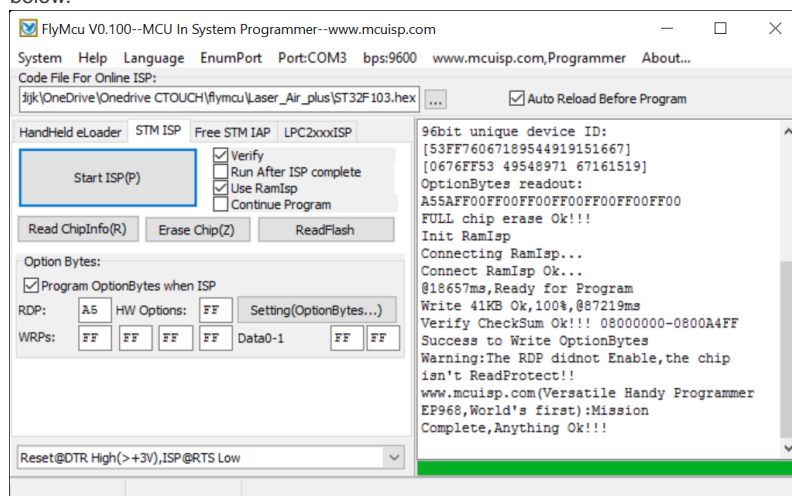 below.
FlyMcu V0.100--MCU In System Programmer--www.mcuisp.com
System Help Language EnumPort Port:COM3 bps:9600 www.mcuisp.com,Programmer About...
Code File For Online ISP:
dijk\OneDrive\Onedrive CTOUCH\flymcu\Laser_Air_plus\ST32F103.hex
...
Auto Reload Before Program
HandHeld eLoader STM ISP Free STM IAP LPC2xxxISP
Start ISP(P)
Verify
Run After ISP complete
Use RamIsp
Continue Program
Read ChipInfo(R) Erase Chip(Z) ReadFlash
Option Bytes:
Program OptionBytes when ISP
RDP: A5 HW Options: FF Setting(OptionBytes...)
WRPs: FF FF FF FF Data0-1 FF FF
Reset@DTR High(>+3V),ISP@RTS Low
96bit unique device ID:
[53FF76067189544919151667]
[0676FF53 49548971 67161519]
OptionBytes readout:
A55AFF00FF00FF00FF00FF00FF00FF00
FULL chip erase Ok!!!
Init RamIsp
Connecting RamIsp...
Connect RamIsp Ok...
@18657ms,Ready for Program
Write 41KB Ok,100%,@87219ms
Verify CheckSum Ok!!! 08000000-0800A4FF
Success to Write OptionBytes
Warning:The RDP didnot Enable,the chip
isn't ReadProtect!!
www.mcuisp.com(Versatile Handy Programmer
EP968,World's first):Mission
Complete,Anything Ok!!!